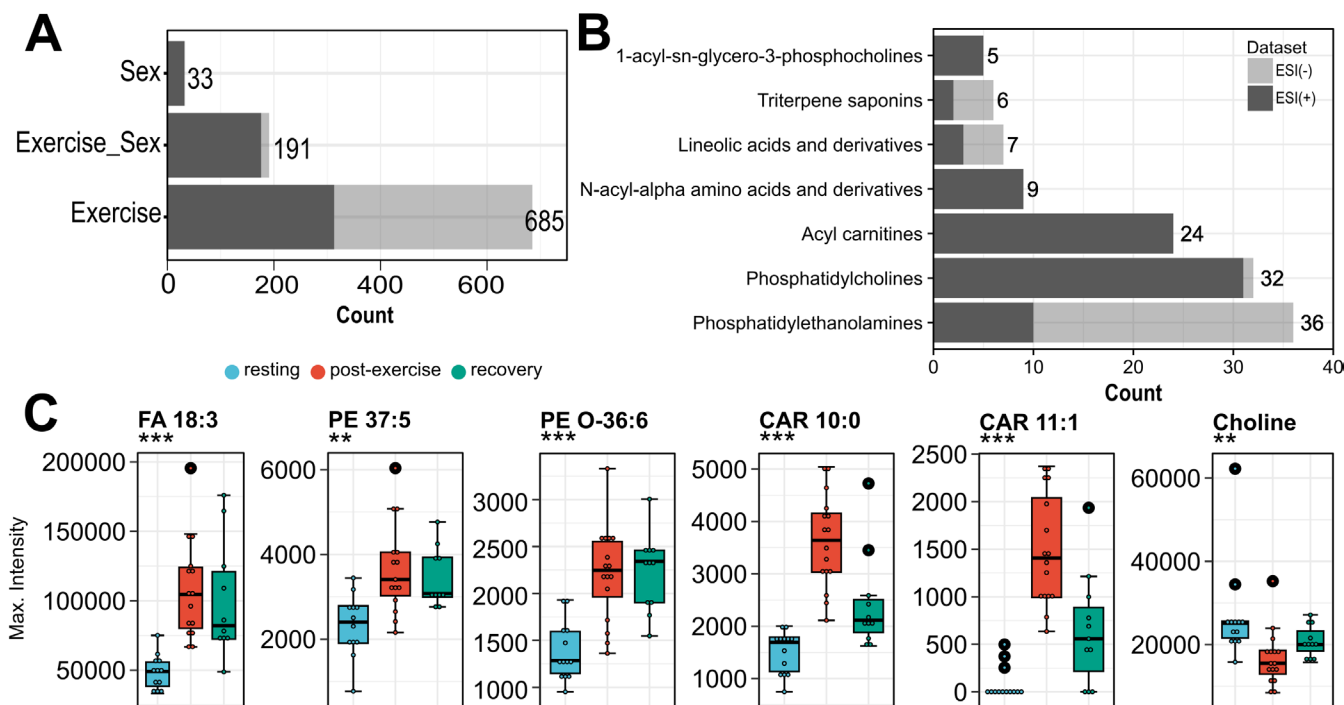 A
Sex
33
Exercise_Sex
191
Exercise
685
0 200 400 600
Count
B
1-acyl-sn-glycero-3-phosphocholines
5
Triterpene saponins
6
Lineolic acids and derivatives
7
N-acyl-alpha amino acids and derivatives
9
Acyl carnitines
24
Phosphatidylcholines
32
Phosphatidylethanolamines
36
0 10 20 30 40
Count
Dataset
ESI(-)
ESI(+)
resting post-exercise recovery
C
Max. Intensity
FA 18:3
***
200000
150000
100000
50000
PE 37:5
**
6000
4000
2000
PE O-36:6
***
3000
2500
2000
1500
1000
CAR 10:0
***
5000
4000
3000
2000
1000
CAR 11:1
***
2500
2000
1500
1000
500
0
Choline
**
60000
40000
20000